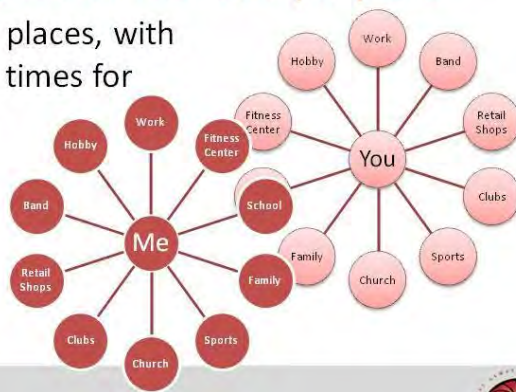 places, with
times for
Work
Hobby
Band
Fitness
Center
Retail
Shops
You
Clubs
Family
Sports
Church
Work
Hobby
Fitness
Center
Band
School
Me
Retail
Shops
Family
Clubs
Sports
Church